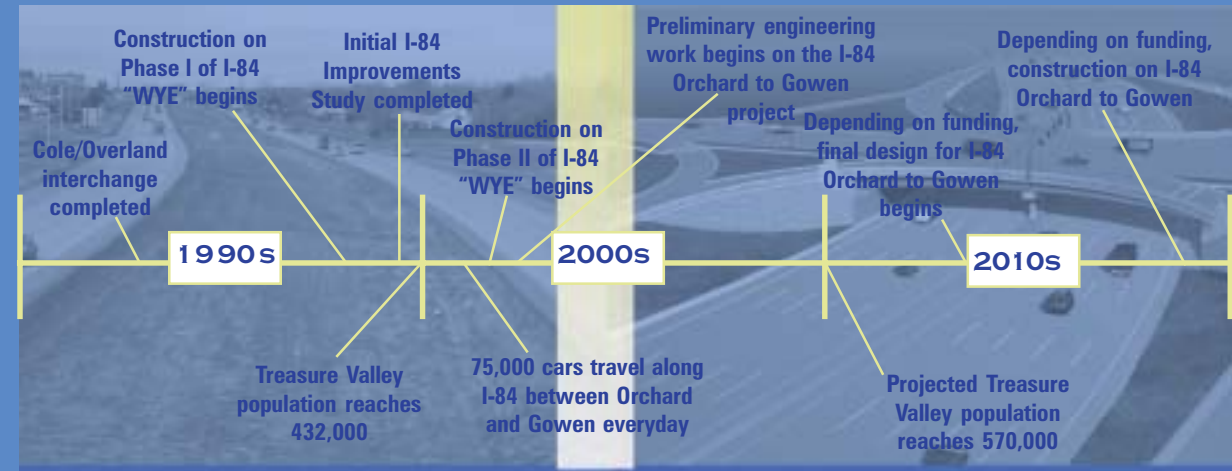 Cole/Overland
interchange
completed
Construction on
Phase I of I-84
“WYE” begins
Initial I-84
Improvements
Study completed
Construction on
Phase II of I-84
“WYE” begins
Preliminary engineering
work begins on the I-84
Orchard to Gowen
project
Depending on funding,
final design for I-84
Orchard to Gowen
begins
Depending on funding,
construction on I-84
Orchard to Gowen
1990s
2000s
2010s
Treasure Valley
population reaches
432,000
75,000 cars travel along
I-84 between Orchard
and Gowen everyday
Projected Treasure
Valley population
reaches 570,000